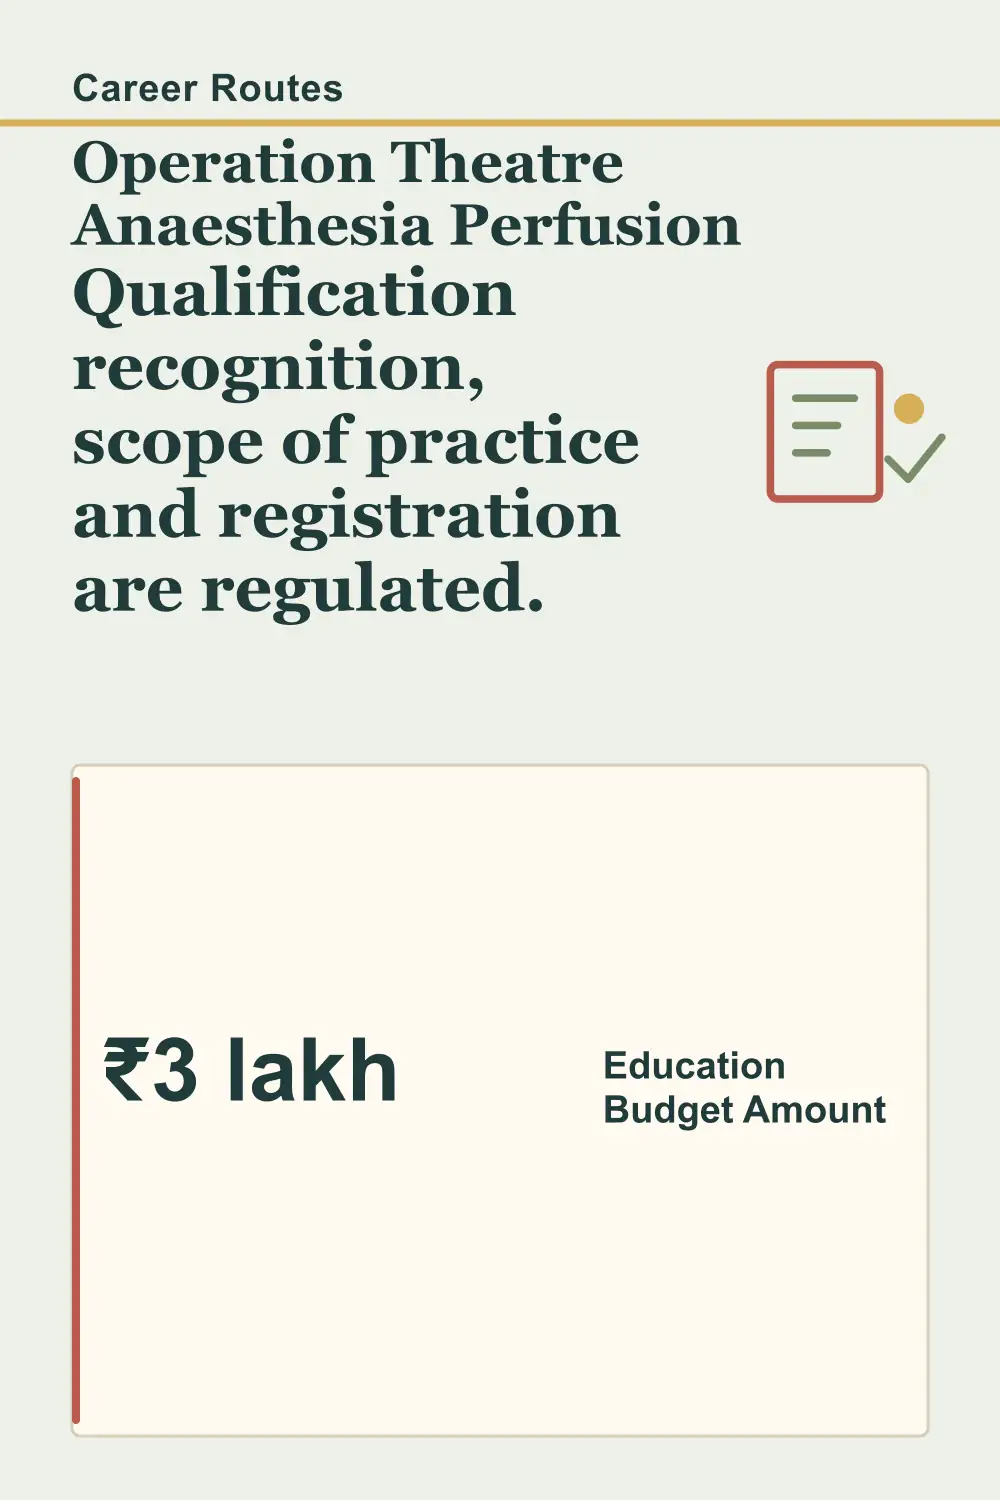 Career Routes
Operation Theatre
Anaesthesia Perfusion
Qualification
recognition,
scope of practice
and registration
are regulated.
₹3 lakh
Education
Budget Amount